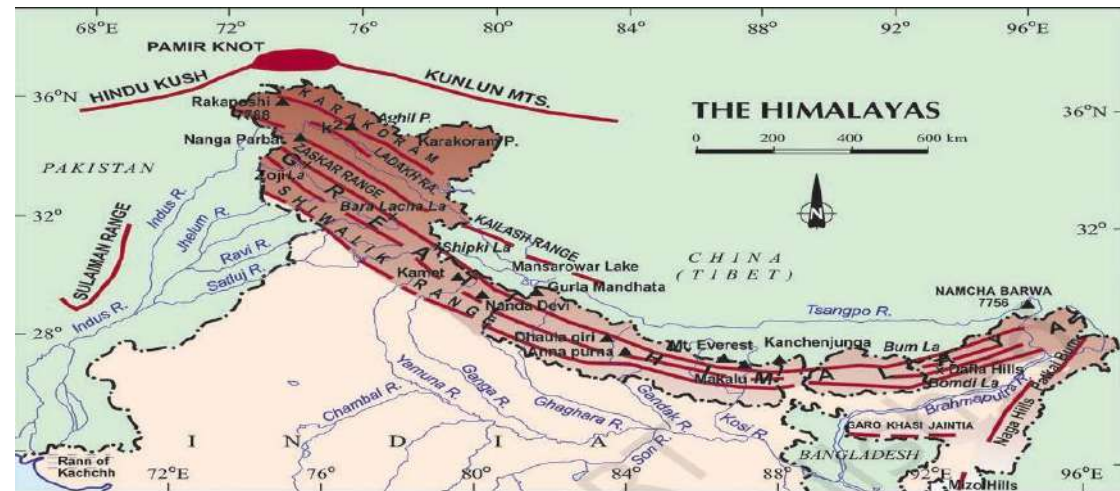 68°E
72°
76°
80°
84°
88°
92°
96°E
PAMIR KNOT
HINDU KUSH
KUNLUN MTS.
36°N
36°N
Rakaposhi
7788
KARAKORAM
Aghil P.
K2
Karakoram P.
Nanga Parbat
LADAKH RA.
ZASKAR RANGE
THE HIMALAYAS
0 200 400 600 km
N
PAKISTAN
Zoji La
GREAT HIMALAYA
Bara Lacha La
SHIWALIK RANGE
Indus R.
Jhelum R.
32°
32°
SULAIMAN RANGE
Ravi R.
Satluj R.
Shipki La
KAILASH RANGE
CHINA
(TIBET)
Kamet
Mansarowar Lake
Gurla Mandhata
NAMCHA BARWA
7756
Nanda Devi
Indus R.
Tsangpo R.
28°
28°
Dhaula giri
Mt. Everest
Kanchenjunga
Bum La
Anna purna
Makalu
Dafla Hills
Bomdi La
Patkai Bum
Brahmaputra R.
Yamuna R.
Ganga R.
Chambal R.
Ghaghara R.
Gandak R.
Kosi R.
Naga Hills
GARO KHASI JAINTIA
INDIA
Son R.
BANGLADESH
Rann of
Kachchh
72°E
76°
80°
84°
88°
92°E
96°E
Mizo Hills